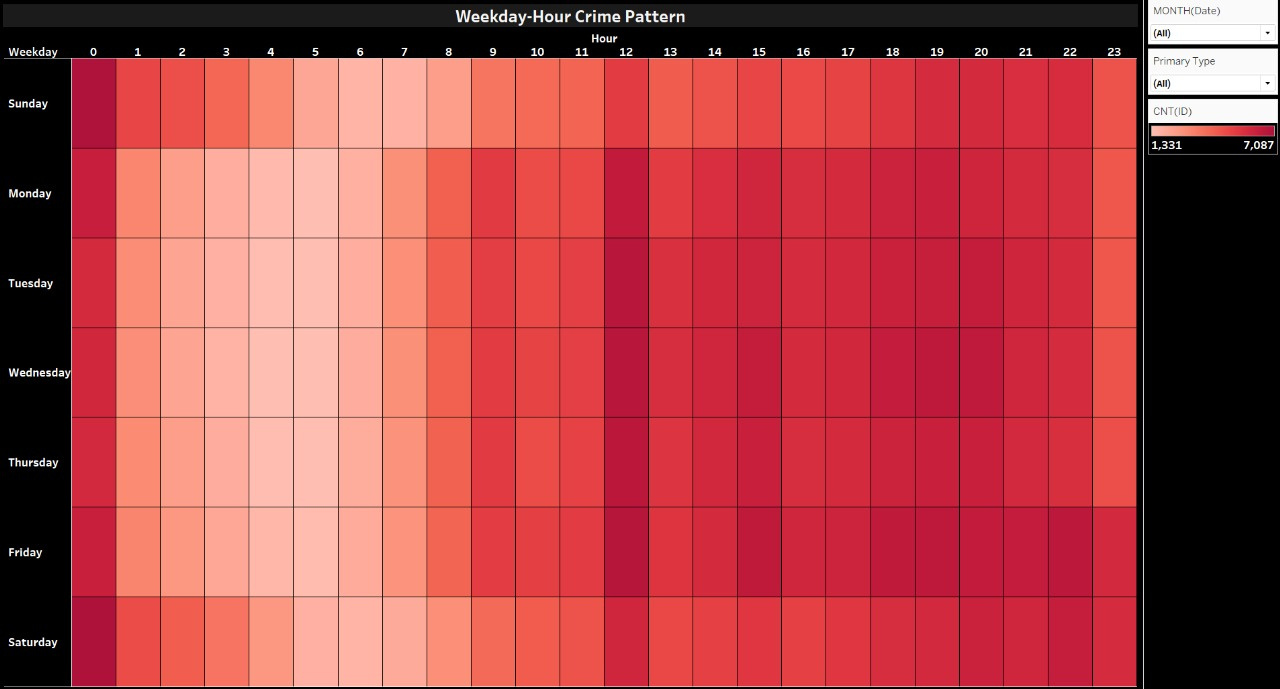 Weekday-Hour Crime Pattern
Hour
Weekday 0 1 2 3 4 5 6 7 8 9 10 11 12 13 14 15 16 17 18 19 20 21 22 23
Sunday
Monday
Tuesday
Wednesday
Thursday
Friday
Saturday
MONTH(Date)
(All)
Primary Type
(All)
CNT(ID)
1,331 7,087